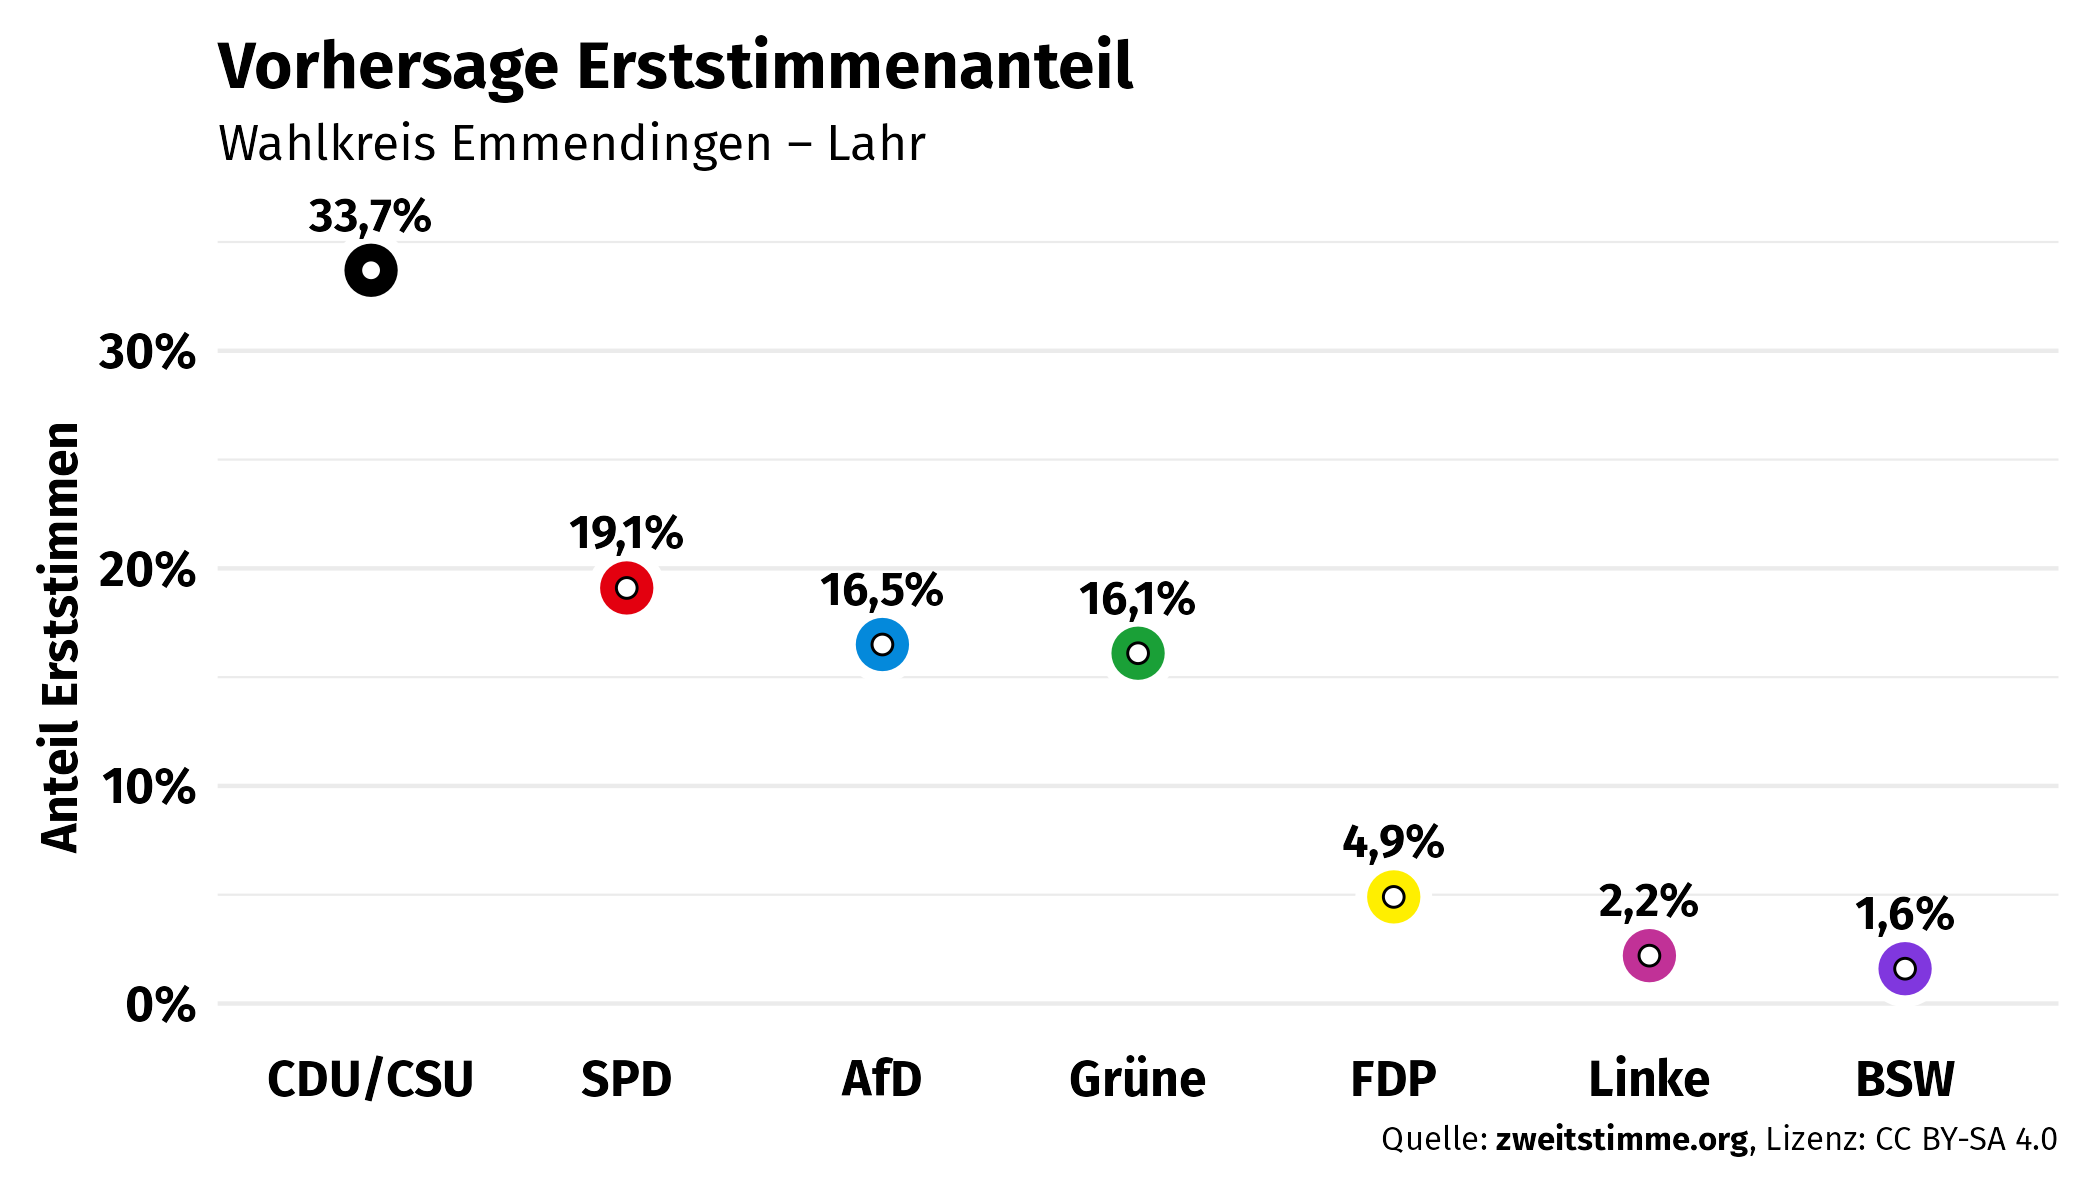 Vorhersage Erststimmenanteil
Wahlkreis Emmendingen – Lahr
33,7%
30%
19,1%
20%
16,5%
16,1%
10%
4,9%
2,2%
1,6%
0%
Anteil Erststimmen
CDU/CSU SPD AfD Grüne FDP Linke BSW
Quelle: zweitstimme.org, Lizenz: CC BY-SA 4.0